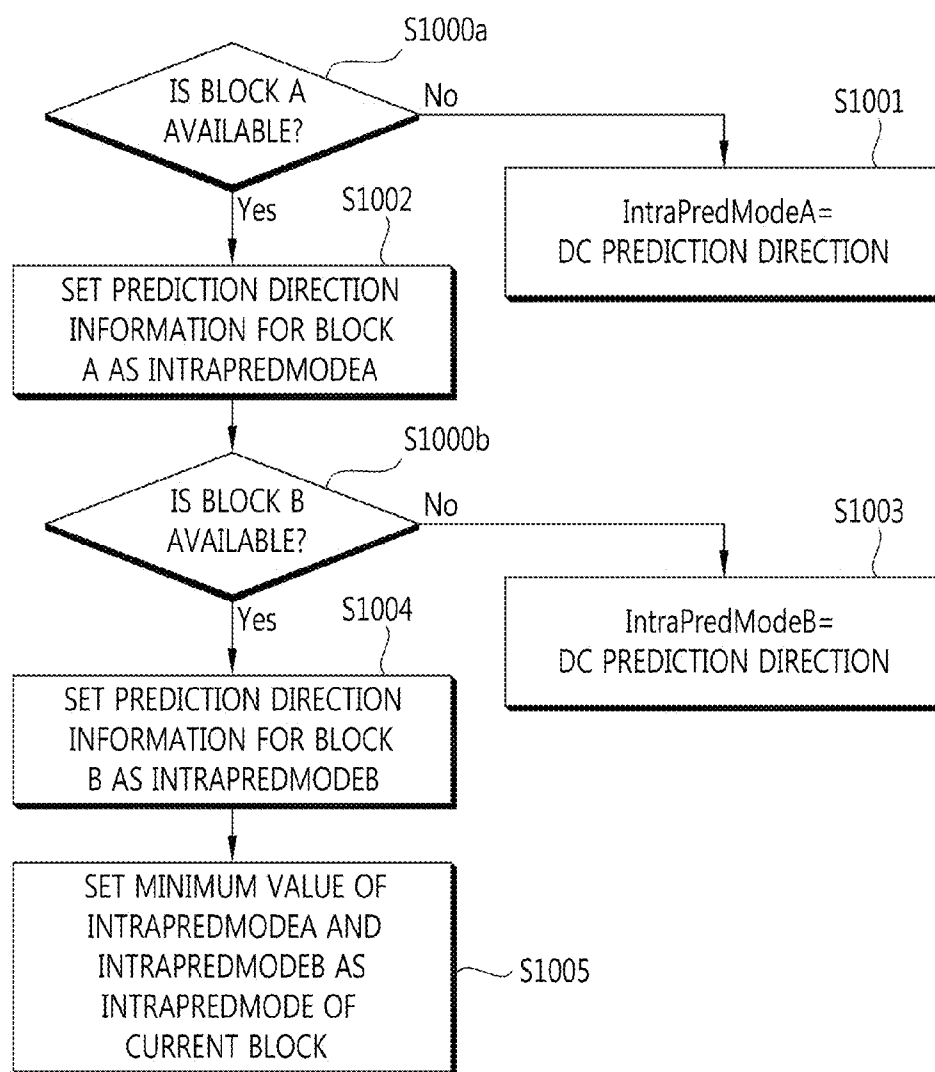 S1000a
IS BLOCK A
AVAILABLE?
No
S1001
IntraPredModeA=
DC PREDICTION DIRECTION
Yes
S1002
SET PREDICTION DIRECTION
INFORMATION FOR BLOCK
A AS INTRAPREDMODEA
S1000b
IS BLOCK B
AVAILABLE?
No
S1003
IntraPredModeB=
DC PREDICTION DIRECTION
Yes
S1004
SET PREDICTION DIRECTION
INFORMATION FOR BLOCK
B AS INTRAPREDMODEB
SET MINIMUM VALUE OF
INTRAPREDMODEA AND
INTRAPREDMODEB AS
INTRAPREDMODE OF
CURRENT BLOCK
S1005